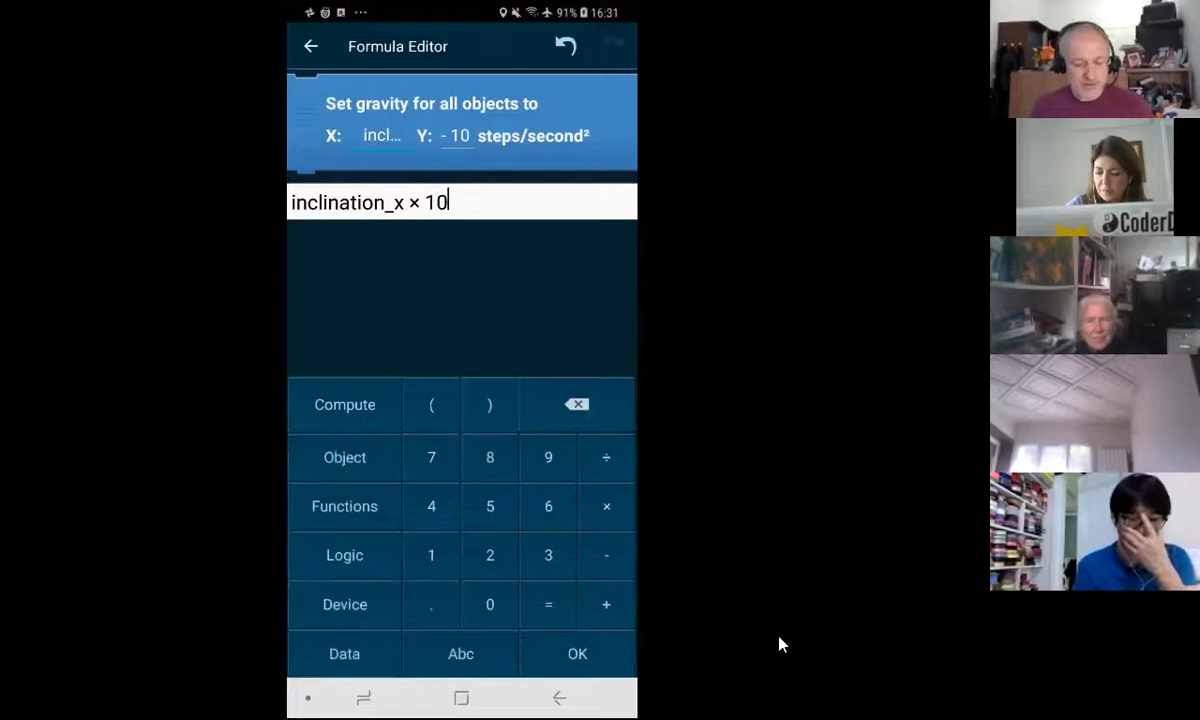 91% 16:31
Formula Editor
Set gravity for all objects to
X: incl... Y: - 10 steps/second²
inclination_x × 10
Compute ( )
Object 7 8 9 ÷
Functions 4 5 6 ×
Logic 1 2 3 -
Device . 0 = +
Data Abc OK
CoderD